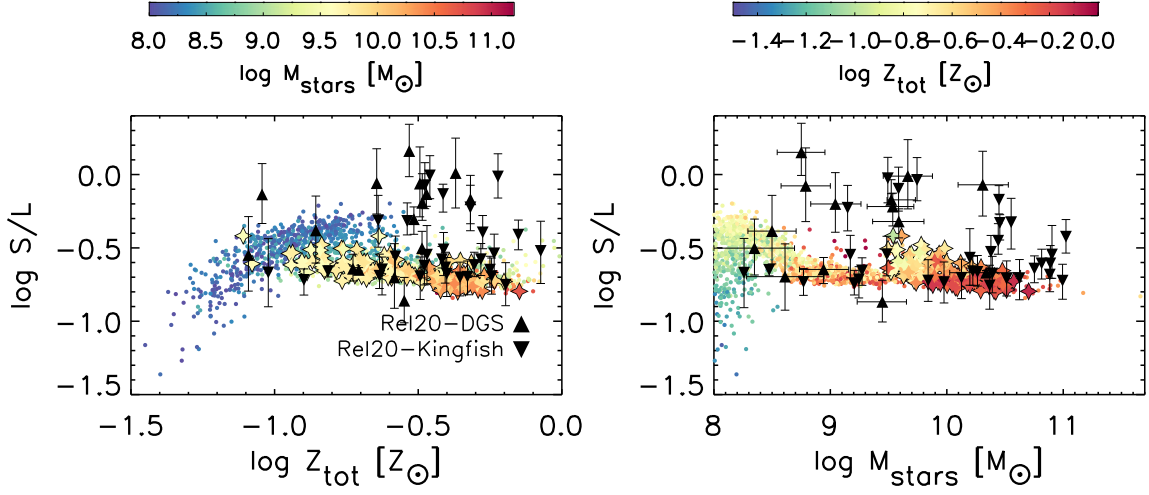 8.0 8.5 9.0 9.5 10.0 10.5 11.0
log M_stars [M_⊙]
−1.4 −1.2 −1.0 −0.8 −0.6 −0.4 −0.2 0.0
log Z_tot [Z_⊙]
log S/L
0.0
−0.5
−1.0
−1.5
Rel20−DGS
Rel20−Kingfish
−1.5 −1.0 −0.5 0.0
log Z_tot [Z_⊙]
log S/L
0.0
−0.5
−1.0
−1.5
8 9 10 11
log M_stars [M_⊙]